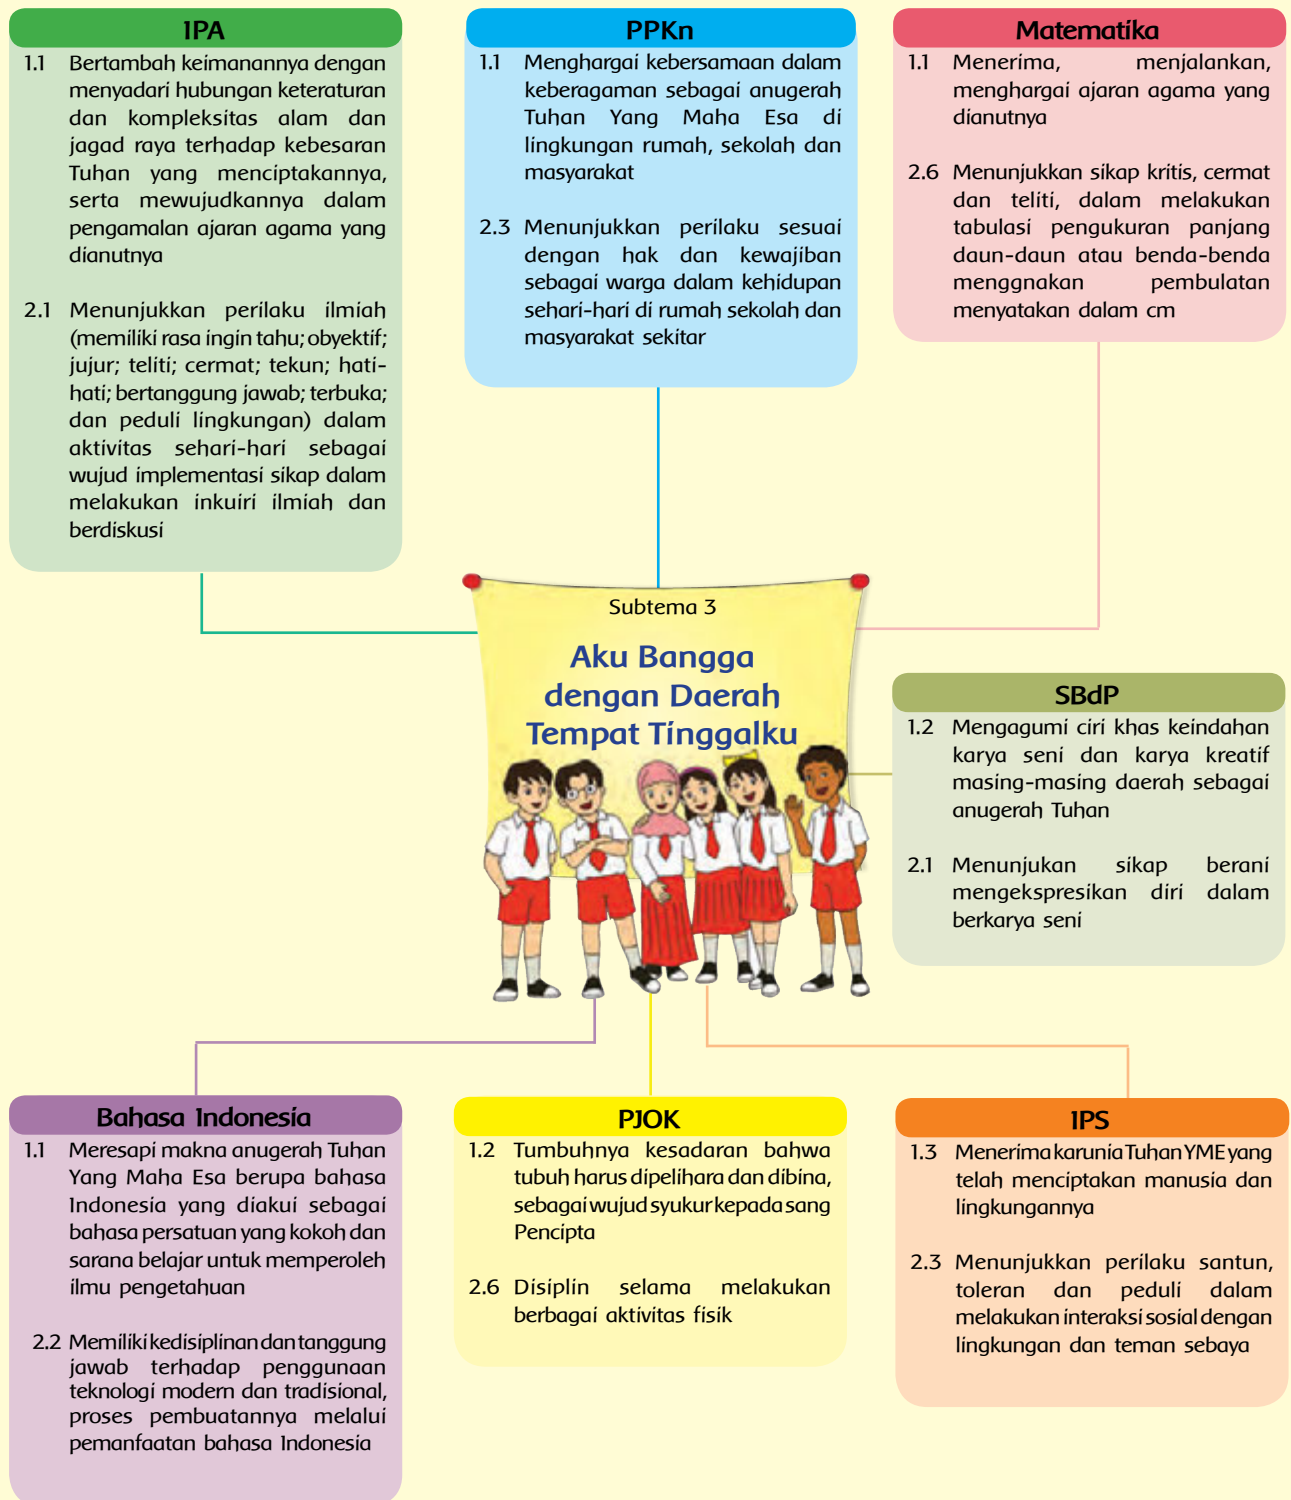 IPA
1.1 Bertambah keimanannya dengan
menyadari hubungan keteraturan
dan kompleksitas alam dan
jagad raya terhadap kebesaran
Tuhan yang menciptakannya,
serta mewujudkannya dalam
pengamalan ajaran agama yang
dianutnya
2.1 Menunjukkan perilaku ilmiah
(memiliki rasa ingin tahu; obyektif;
jujur; teliti; cermat; tekun; hati-
hati; bertanggung jawab; terbuka;
dan peduli lingkungan) dalam
aktivitas sehari-hari sebagai
wujud implementasi sikap dalam
melakukan inkuiri ilmiah dan
berdiskusi
PPKn
1.1 Menghargai kebersamaan dalam
keberagaman sebagai anugerah
Tuhan Yang Maha Esa di
lingkungan rumah, sekolah dan
masyarakat
2.3 Menunjukkan perilaku sesuai
dengan hak dan kewajiban
sebagai warga dalam kehidupan
sehari-hari di rumah sekolah dan
masyarakat sekitar
Matematika
1.1 Menerima, menjalankan,
menghargai ajaran agama yang
dianutnya
2.6 Menunjukkan sikap kritis, cermat
dan teliti, dalam melakukan
tabulasi pengukuran panjang
daun-daun atau benda-benda
menggnakan pembulatan
menyatakan dalam cm
Subtema 3
Aku Bangga
dengan Daerah
Tempat Tinggalku
SBdP
1.2 Mengagumi ciri khas keindahan
karya seni dan karya kreatif
masing-masing daerah sebagai
anugerah Tuhan
2.1 Menunjukan sikap berani
mengekspresikan diri dalam
berkarya seni
Bahasa Indonesia
1.1 Meresapi makna anugerah Tuhan
Yang Maha Esa berupa bahasa
Indonesia yang diakui sebagai
bahasa persatuan yang kokoh dan
sarana belajar untuk memperoleh
ilmu pengetahuan
2.2 Memiliki kedisiplinan dan tanggung
jawab terhadap penggunaan
teknologi modern dan tradisional,
proses pembuatannya melalui
pemanfaatan bahasa Indonesia
PJOK
1.2 Tumbuhnya kesadaran bahwa
tubuh harus dipelihara dan dibina,
sebagai wujud syukur kepada sang
Pencipta
2.6 Disiplin selama melakukan
berbagai aktivitas fisik
IPS
1.3 Menerima karunia Tuhan YME yang
telah menciptakan manusia dan
lingkungannya
2.3 Menunjukkan perilaku santun,
toleran dan peduli dalam
melakukan interaksi sosial dengan
lingkungan dan teman sebaya